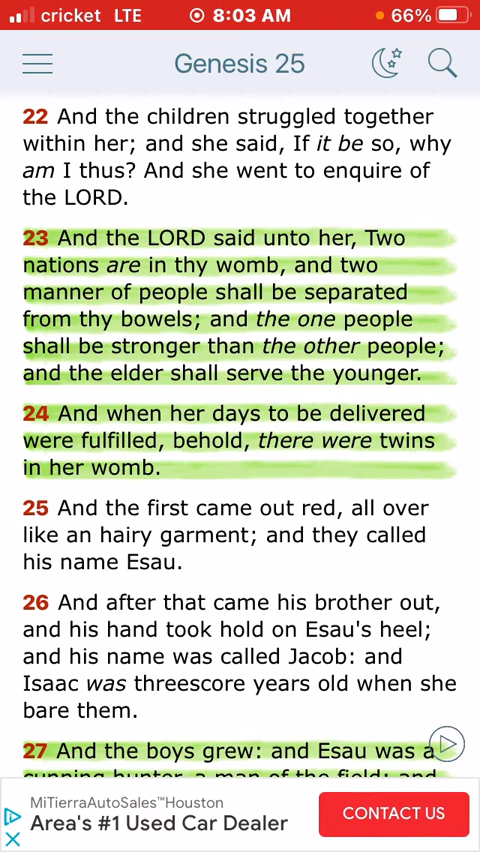 cricket LTE 8:03 AM 66%
Genesis 25
22 And the children struggled together
within her; and she said, If it be so, why
am I thus? And she went to enquire of
the LORD.
23 And the LORD said unto her, Two
nations are in thy womb, and two
manner of people shall be separated
from thy bowels; and the one people
shall be stronger than the other people;
and the elder shall serve the younger.
24 And when her days to be delivered
were fulfilled, behold, there were twins
in her womb.
25 And the first came out red, all over
like an hairy garment; and they called
his name Esau.
26 And after that came his brother out,
and his hand took hold on Esau's heel;
and his name was called Jacob: and
Isaac was threescore years old when she
bare them.
27 And the boys grew: and Esau was a
cunning hunter, a man of the field; and
MiTierraAutoSales™Houston
Area's #1 Used Car Dealer
CONTACT US